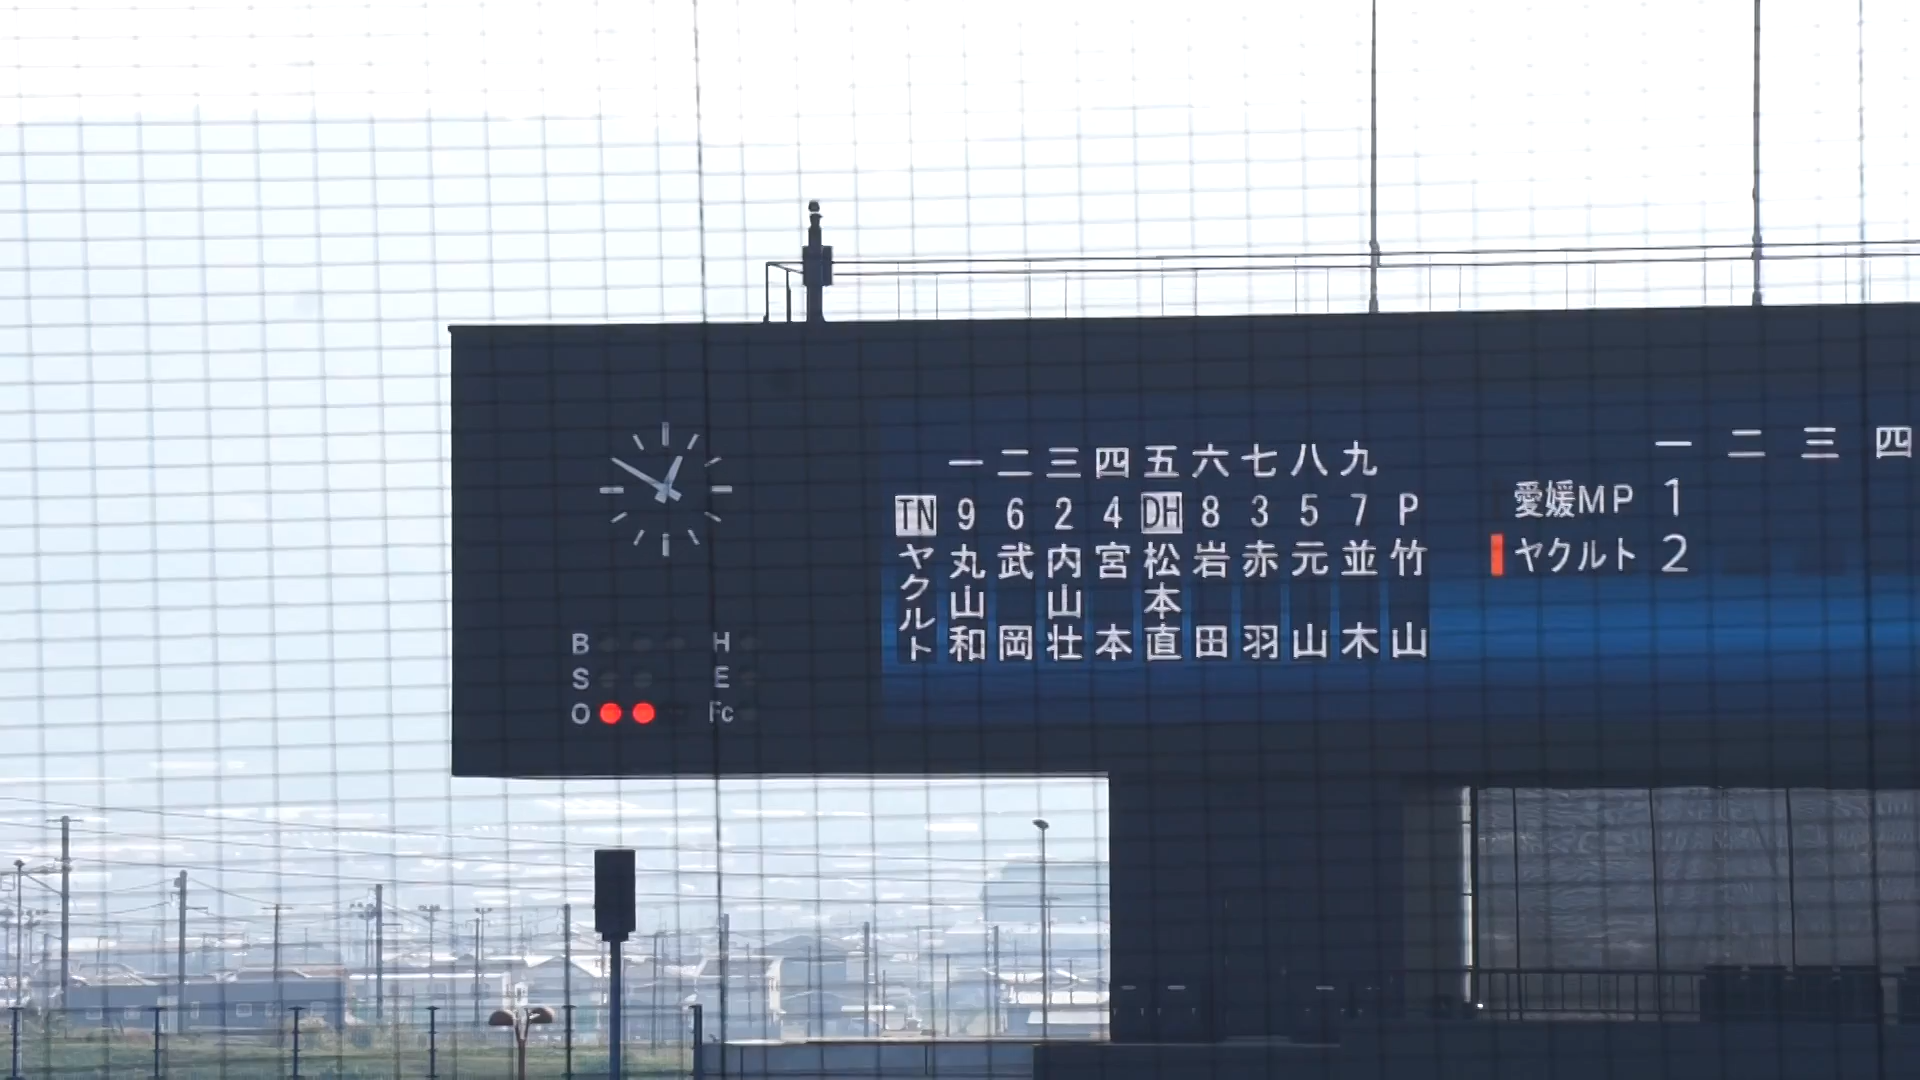 一 二 三 四 五 六 七 八 九
TN 9 6 2 4 DH 8 3 5 7 P
ヤクルト 丸山和 武岡 内山壮 宮本 松本直 岩田 赤羽 元山 並木 竹山
一 二 三 四
愛媛MP 1
ヤクルト 2
B H
S E
O Fc